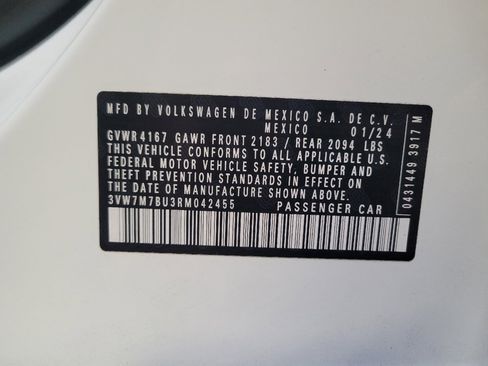 MFD BY VOLKSWAGEN DE MEXICO S.A. DE C.V.
MEXICO 01/24
GVWR 4167 GAWR FRONT 2183 / REAR 2094 LBS
THIS VEHICLE CONFORMS TO ALL APPLICABLE U.S.
FEDERAL MOTOR VEHICLE SAFETY, BUMPER AND
THEFT PREVENTION STANDARDS IN EFFECT ON
THE DATE OF MANUFACTURE SHOWN ABOVE.
3VW7M7BU3RM042455 PASSENGER CAR
0431449 3917 M